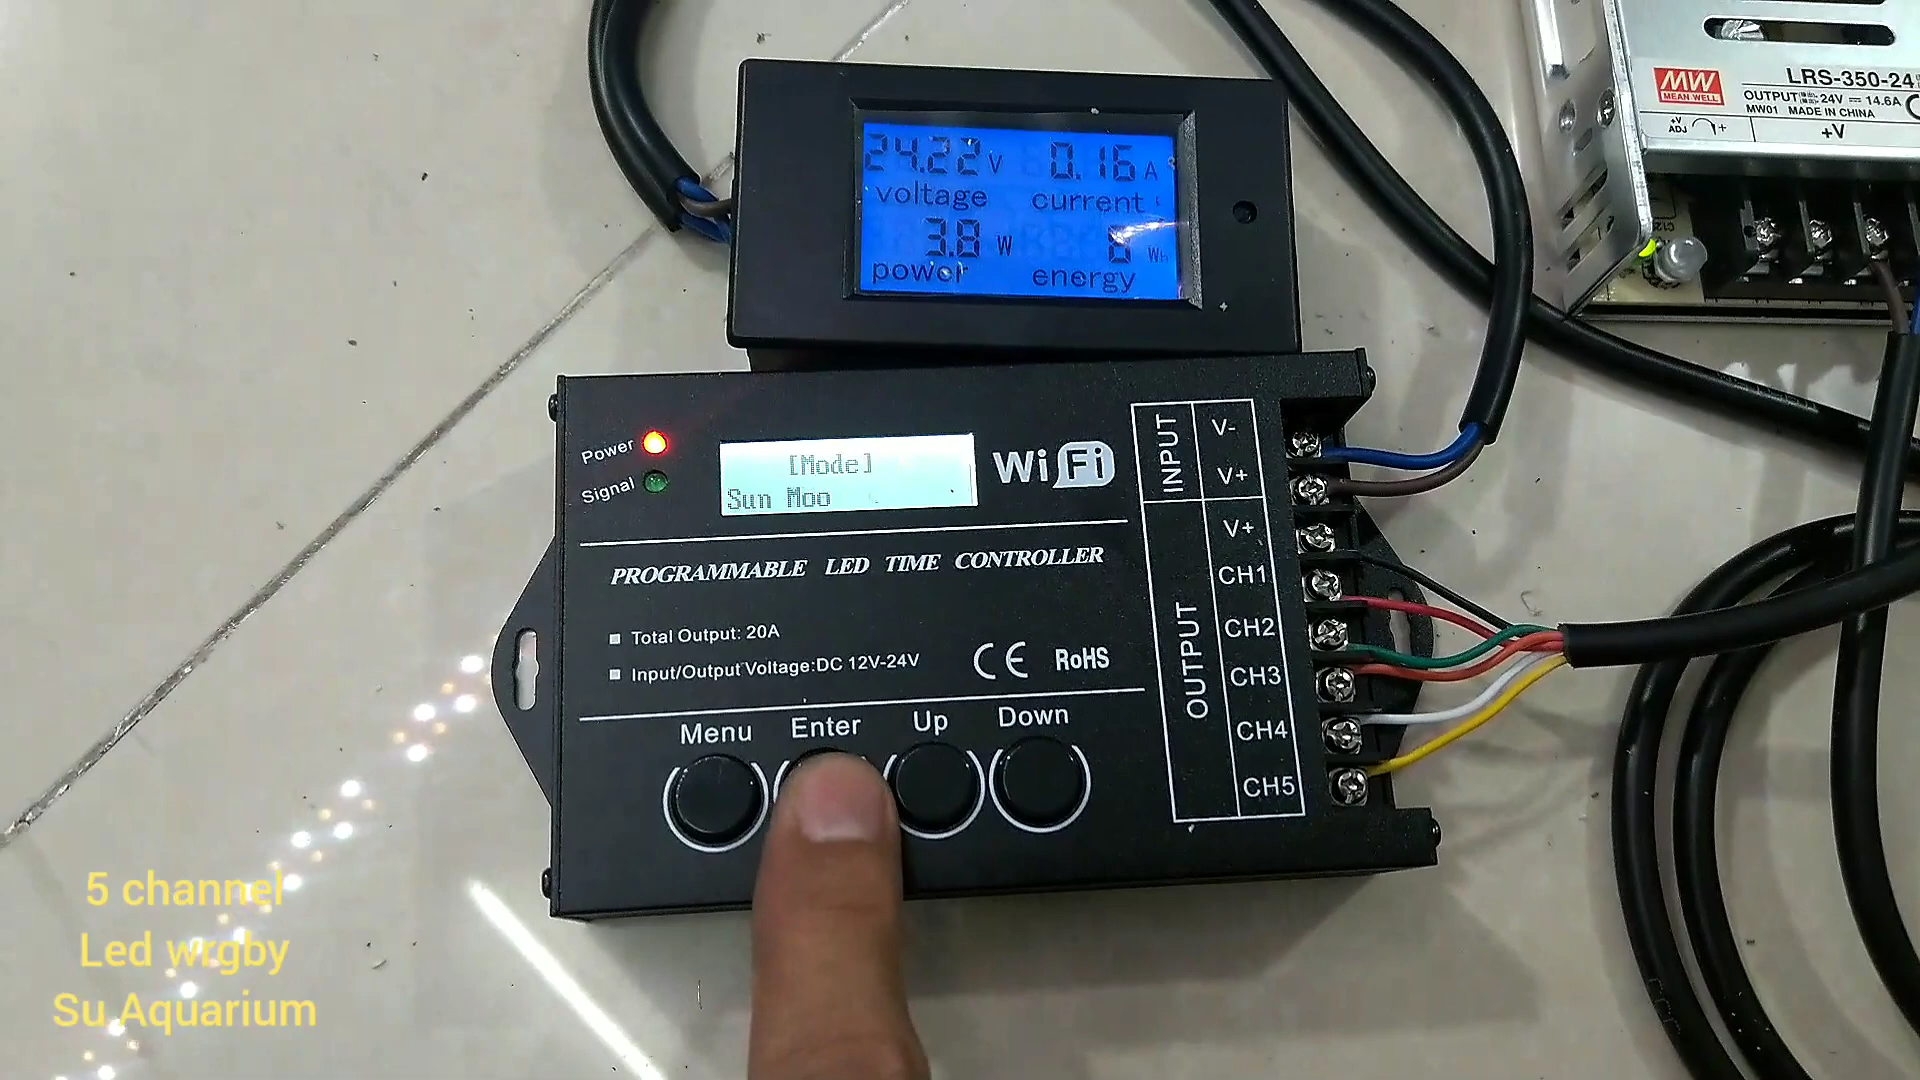 24.22 V 0.16 A
voltage current
3.8 W 6 Wh
power energy
MW
MEAN WELL
LRS-350-24
OUTPUT 24V 14.6A
MW01 MADE IN CHINA
+V
ADJ +
+V
Power
Signal
[Mode]
Sun Moo
WiFi
INPUT
V-
V+
PROGRAMMABLE LED TIME CONTROLLER
Total Output: 20A
Input/Output Voltage:DC 12V-24V
CE RoHS
OUTPUT
V+
CH1
CH2
CH3
CH4
CH5
Menu Enter Up Down
5 channel
Led wrgby
Su Aquarium